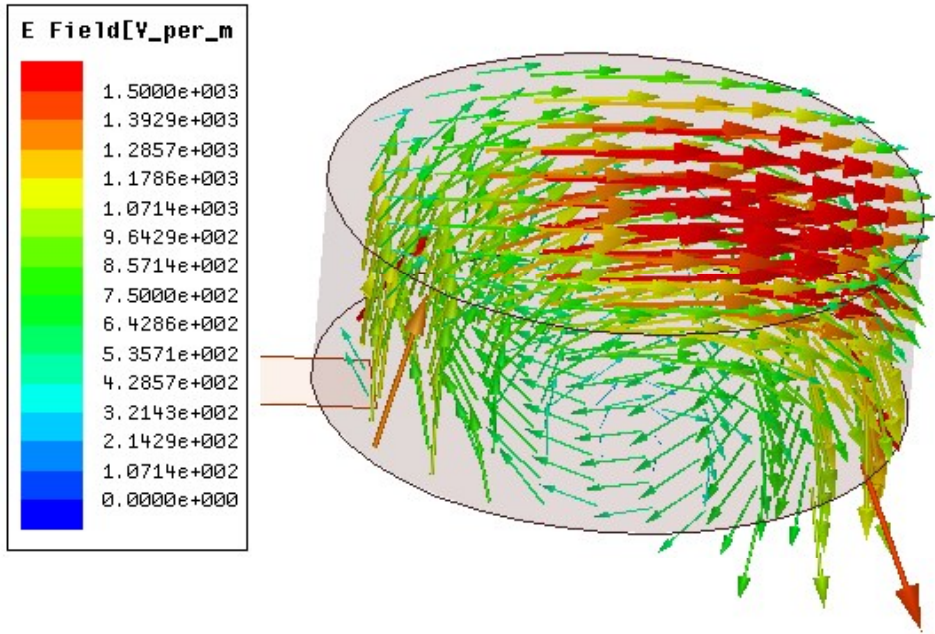 E Field[V_per_m
1.5000e+003
1.3929e+003
1.2857e+003
1.1786e+003
1.0714e+003
9.6429e+002
8.5714e+002
7.5000e+002
6.4286e+002
5.3571e+002
4.2857e+002
3.2143e+002
2.1429e+002
1.0714e+002
0.0000e+000